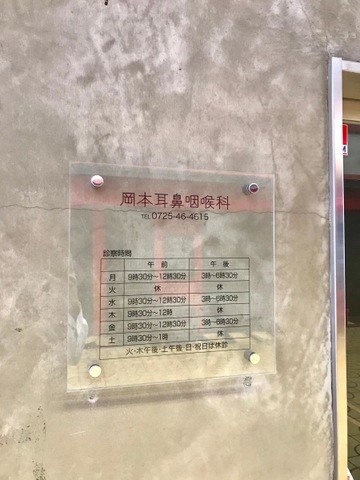 岡本耳鼻咽喉科
TEL 0725-46-4615
診察時間
午前 午後
月 9時30分〜12時30分 3時〜6時30分
火 休 休
水 9時30分〜12時30分 3時〜6時30分
木 9時30分〜12時 休
金 9時30分〜12時30分 3時〜6時30分
土 9時30分〜1時 休
火・木午後・土午後・日・祝日は休診